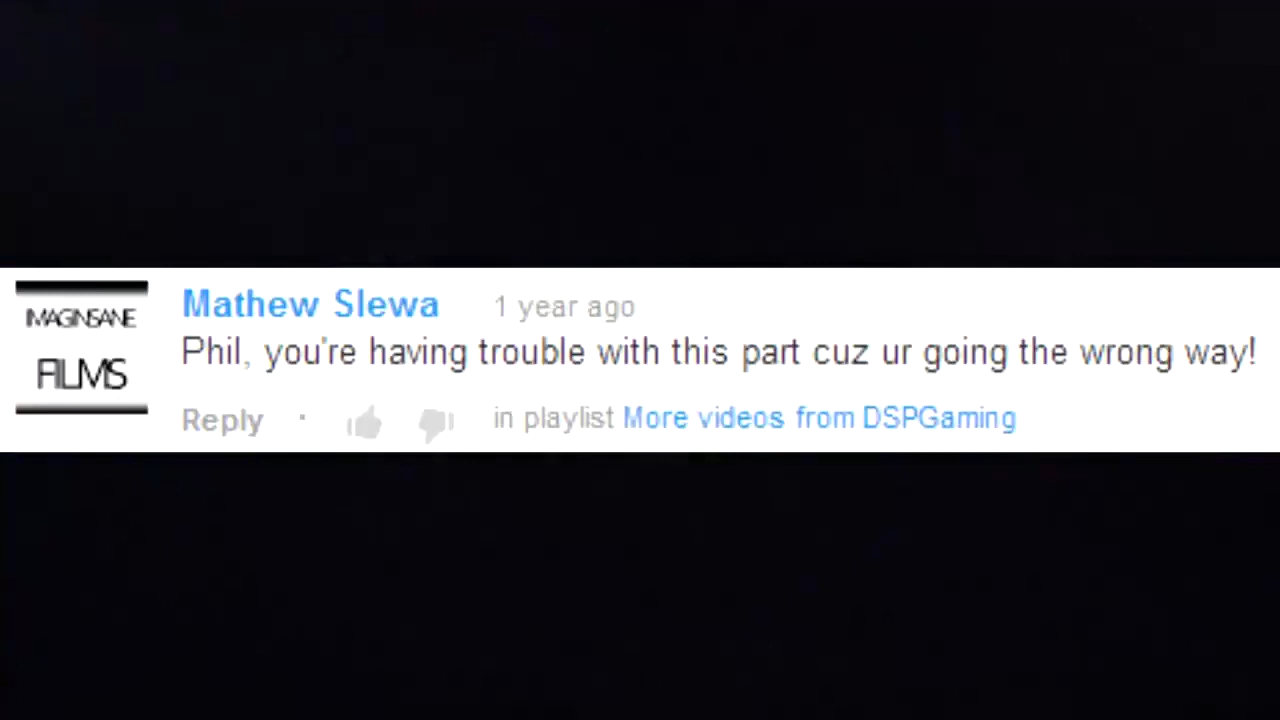 IMAGINSANE
FILMS
Mathew Slewa 1 year ago
Phil, you're having trouble with this part cuz ur going the wrong way!
Reply · in playlist More videos from DSPGaming